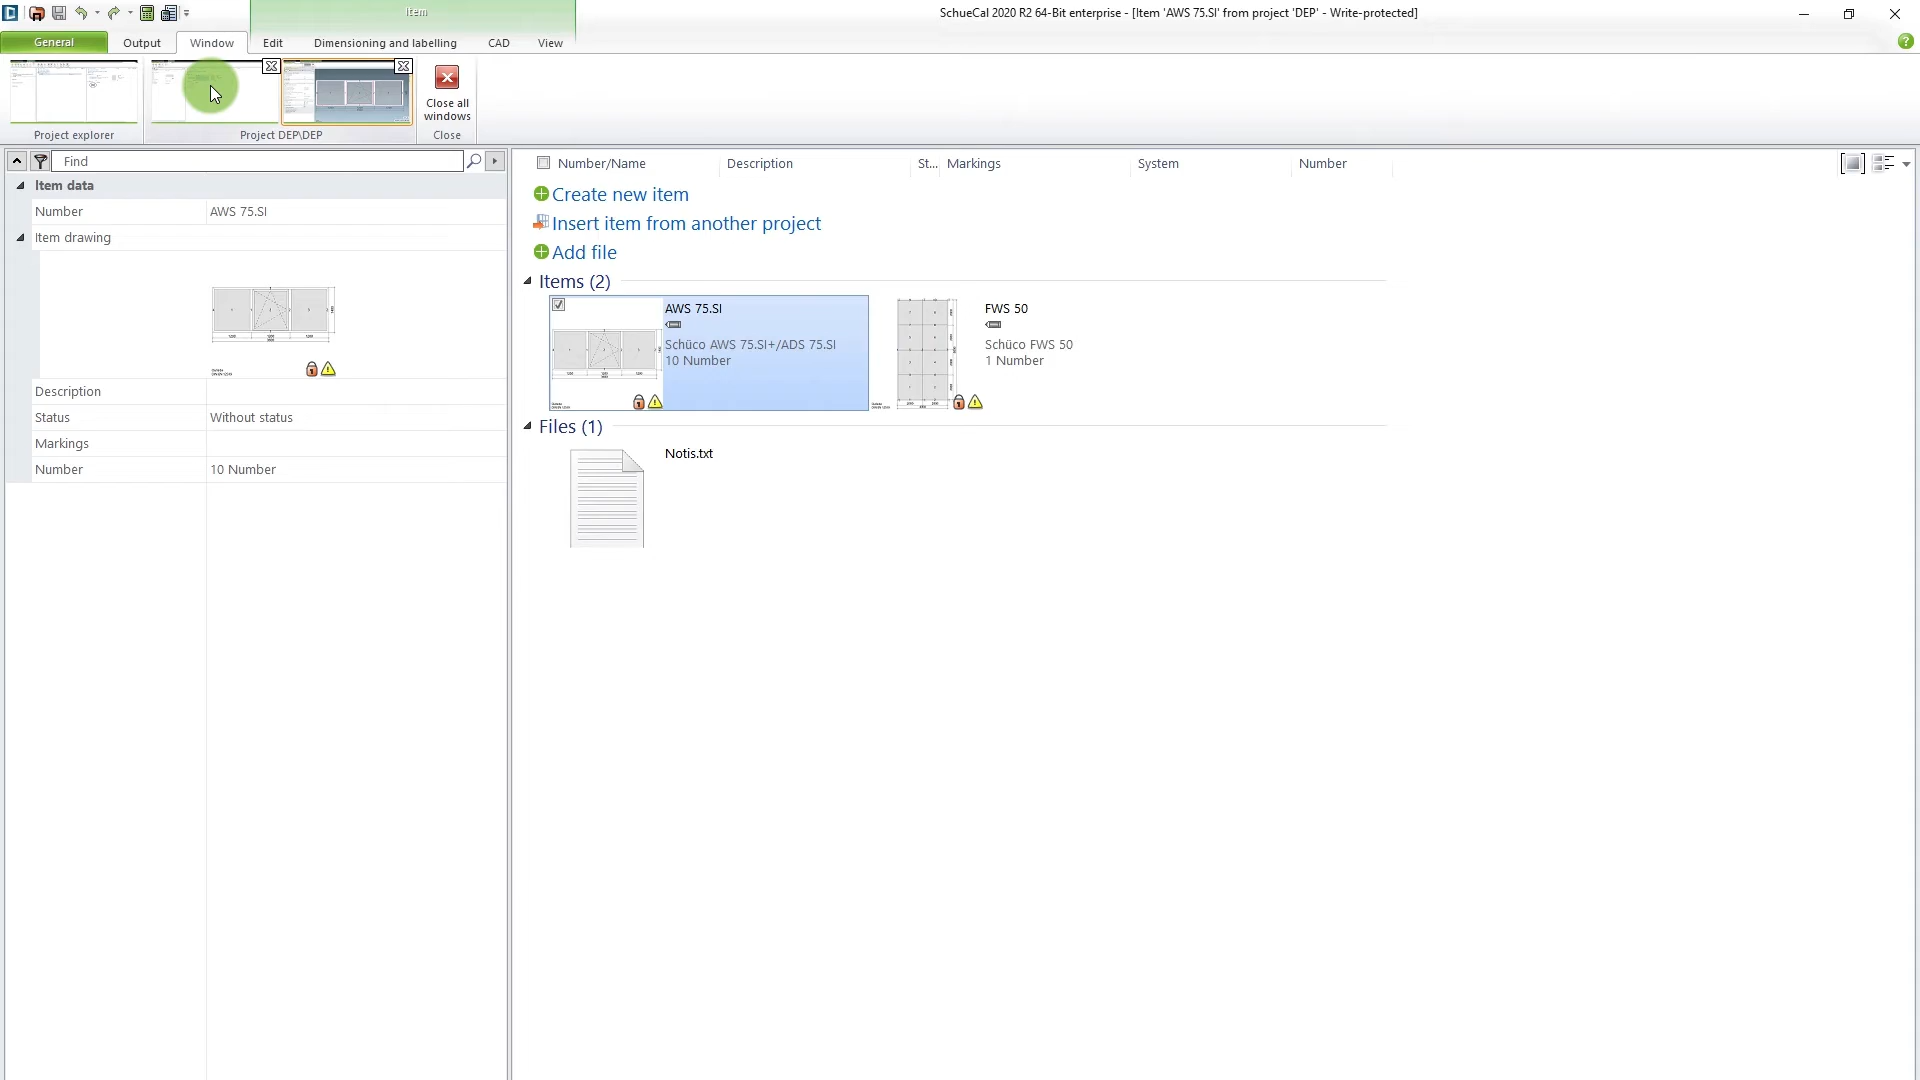 Item
SchueCal 2020 R2 64-Bit enterprise - [Item 'AWS 75.SI' from project 'DEP' - Write-protected]
General
Output
Window
Edit
Dimensioning and labelling
CAD
View
Close all
windows
Project explorer
Project DEP\DEP
Close
Find
Item data
Number
AWS 75.SI
Item drawing
Description
Status
Without status
Markings
Number
10 Number
Number/Name
Description
St...
Markings
System
Number
Create new item
Insert item from another project
Add file
Items (2)
AWS 75.SI
Schüco AWS 75.SI+/ADS 75.SI
10 Number
FWS 50
Schüco FWS 50
1 Number
Files (1)
Notis.txt